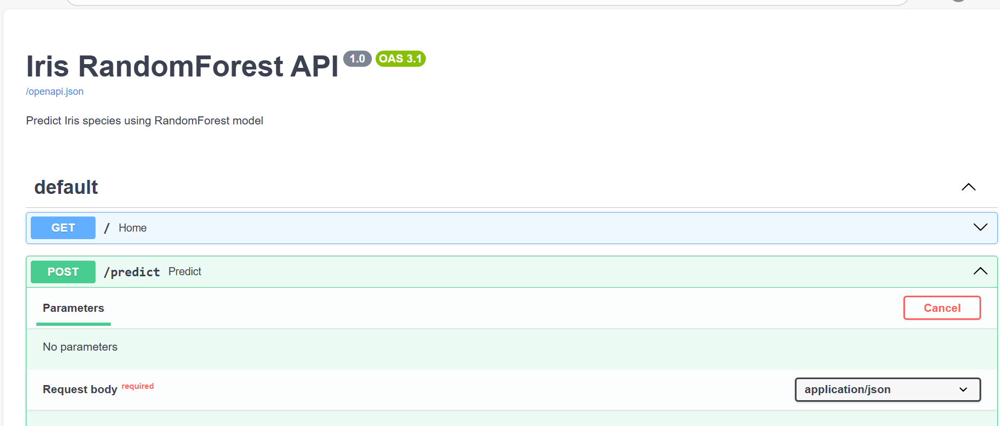 Iris RandomForest API 1.0 OAS 3.1
/openapi.json
Predict Iris species using RandomForest model
default
GET / Home
POST /predict Predict
Parameters Cancel
No parameters
Request body required application/json